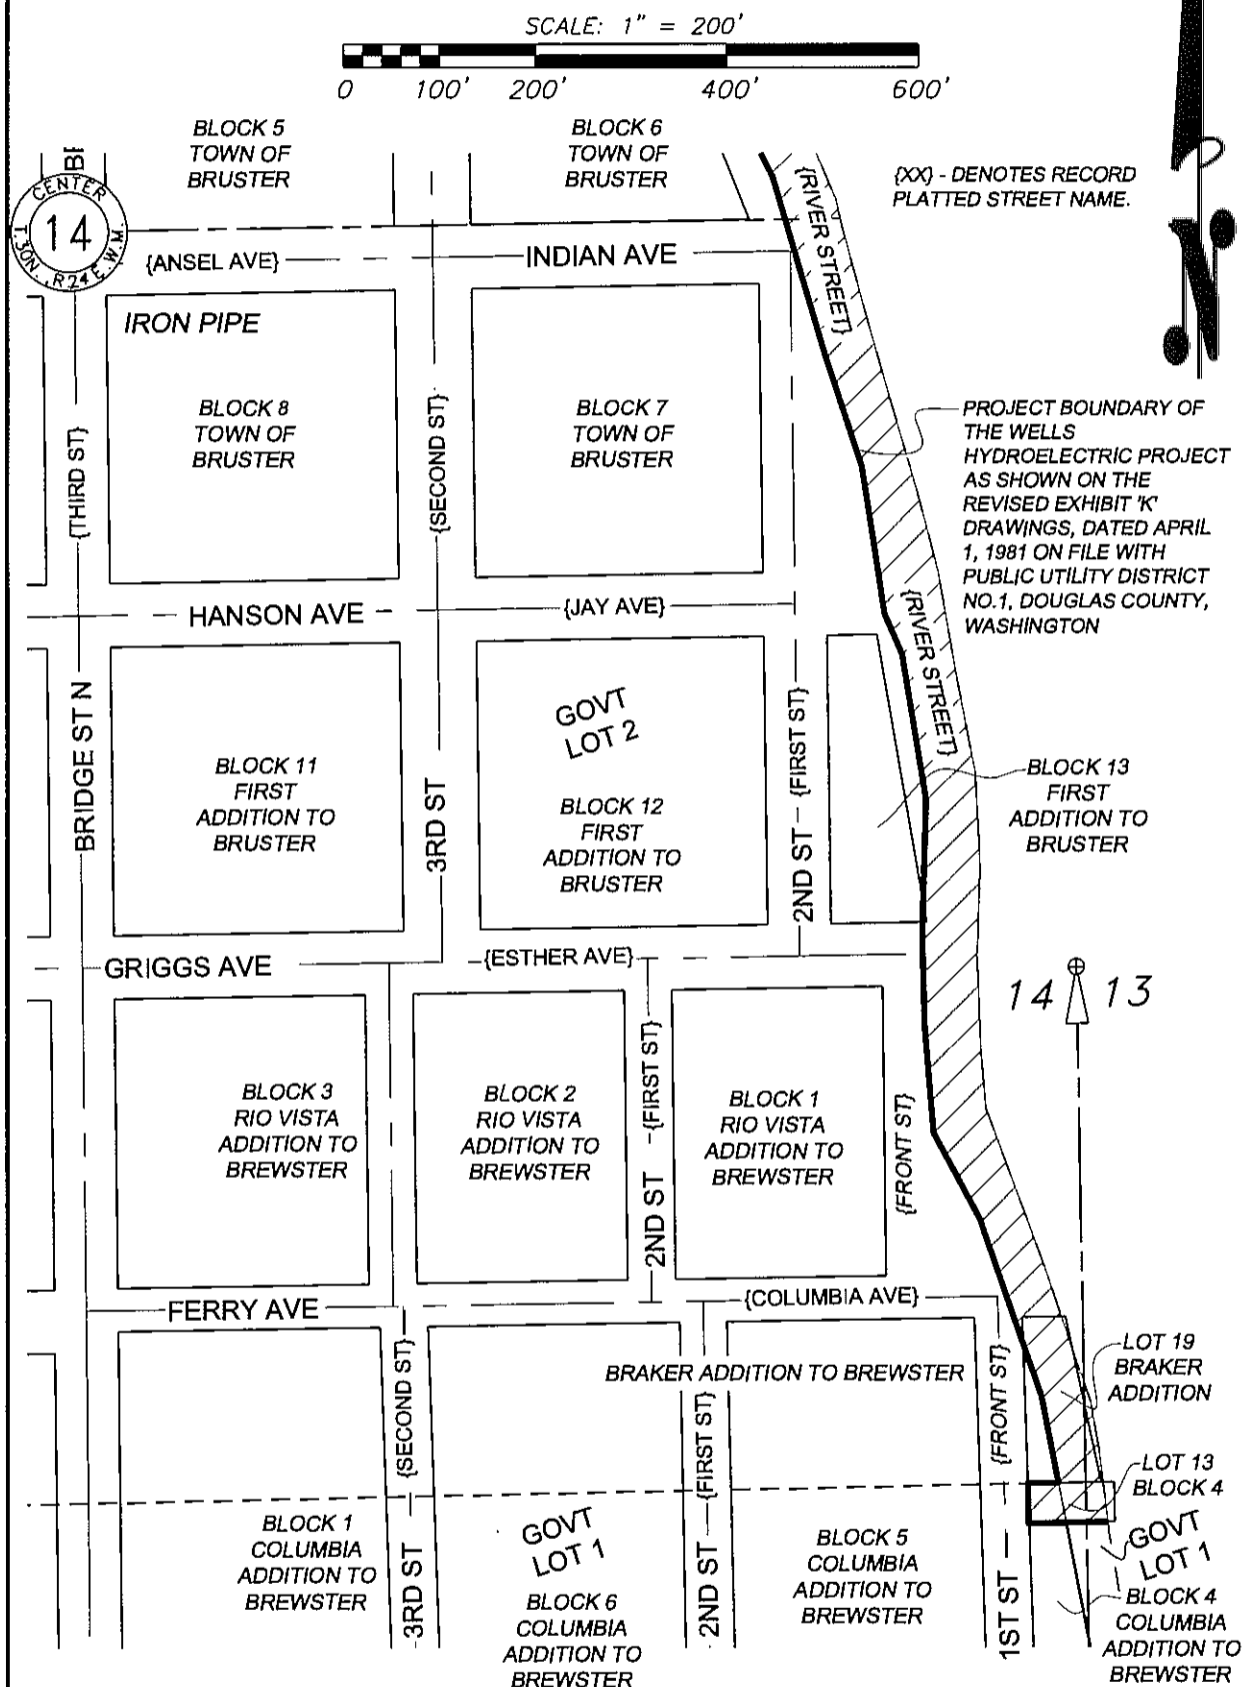 SCALE: 1" = 200'
0 100' 200' 400' 600'
BLOCK 5
TOWN OF
BRUSTER
BLOCK 6
TOWN OF
BRUSTER
{XX} - DENOTES RECORD
PLATTED STREET NAME.
CENTER
14
T.30N. R24E.W.M.
{ANSEL AVE}
INDIAN AVE
{RIVER STREET}
IRON PIPE
BLOCK 8
TOWN OF
BRUSTER
BLOCK 7
TOWN OF
BRUSTER
{THIRD ST}
{SECOND ST}
PROJECT BOUNDARY OF
THE WELLS
HYDROELECTRIC PROJECT
AS SHOWN ON THE
REVISED EXHIBIT 'K'
DRAWINGS, DATED APRIL
1, 1981 ON FILE WITH
PUBLIC UTILITY DISTRICT
NO.1, DOUGLAS COUNTY,
WASHINGTON
HANSON AVE
{JAY AVE}
{RIVER STREET}
BRIDGE ST N
3RD ST
2ND ST
{FIRST ST}
GOVT
LOT 2
BLOCK 11
FIRST
ADDITION TO
BRUSTER
BLOCK 12
FIRST
ADDITION TO
BRUSTER
BLOCK 13
FIRST
ADDITION TO
BRUSTER
GRIGGS AVE
{ESTHER AVE}
14 13
BLOCK 3
RIO VISTA
ADDITION TO
BREWSTER
BLOCK 2
RIO VISTA
ADDITION TO
BREWSTER
2ND ST
{FIRST ST}
BLOCK 1
RIO VISTA
ADDITION TO
BREWSTER
{FRONT ST}
FERRY AVE
{COLUMBIA AVE}
BRAKER ADDITION TO BREWSTER
{SECOND ST}
{FIRST ST}
{FRONT ST}
LOT 19
BRAKER
ADDITION
LOT 13
BLOCK 4
BLOCK 1
COLUMBIA
ADDITION TO
BREWSTER
3RD ST
GOVT
LOT 1
BLOCK 6
COLUMBIA
ADDITION TO
BREWSTER
2ND ST
BLOCK 5
COLUMBIA
ADDITION TO
BREWSTER
1ST ST
GOVT
LOT 1
BLOCK 4
COLUMBIA
ADDITION TO
BREWSTER